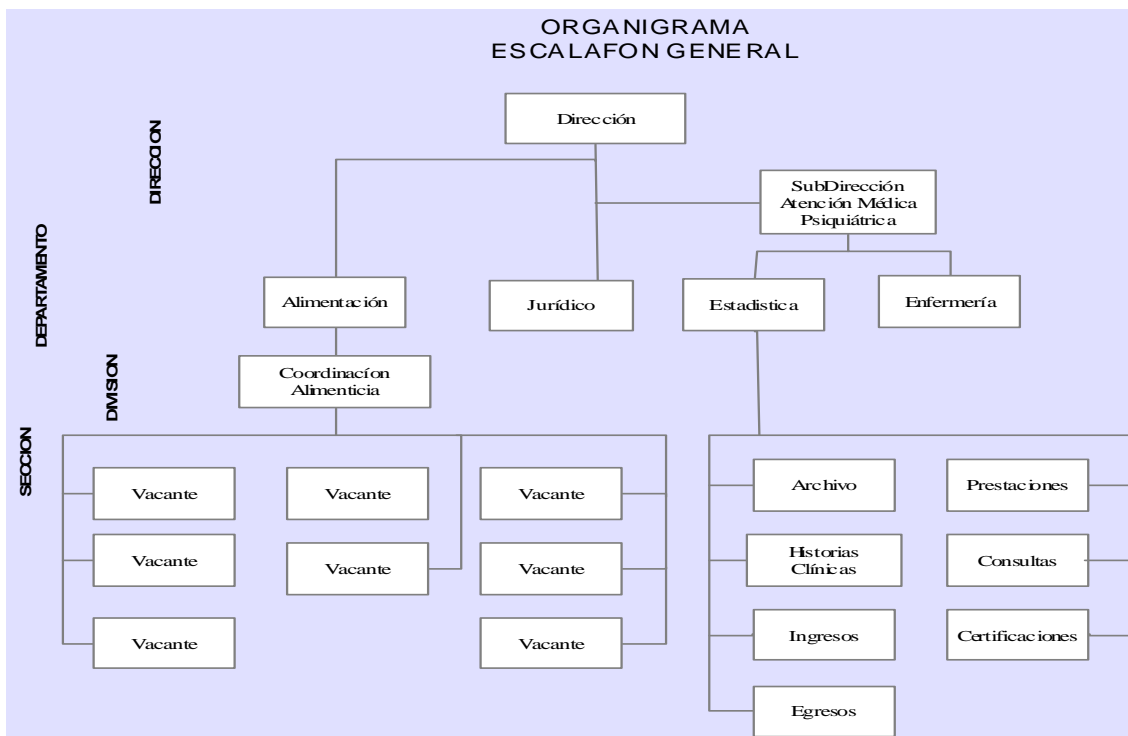 ORGANIGRAMA
ESCALAFON GENERAL
Dirección
DIRECCION
SubDirección
Atención Médica
Psiquiátrica
DEPARTAMENTO
Alimentación
Jurídico
Estadistica
Enfermería
DIVISION
Coordinacíon
Alimenticia
SECCION
Vacante
Vacante
Vacante
Archivo
Prestaciones
Vacante
Vacante
Vacante
Historias
Clínicas
Consultas
Vacante
Vacante
Ingresos
Certificaciones
Egresos